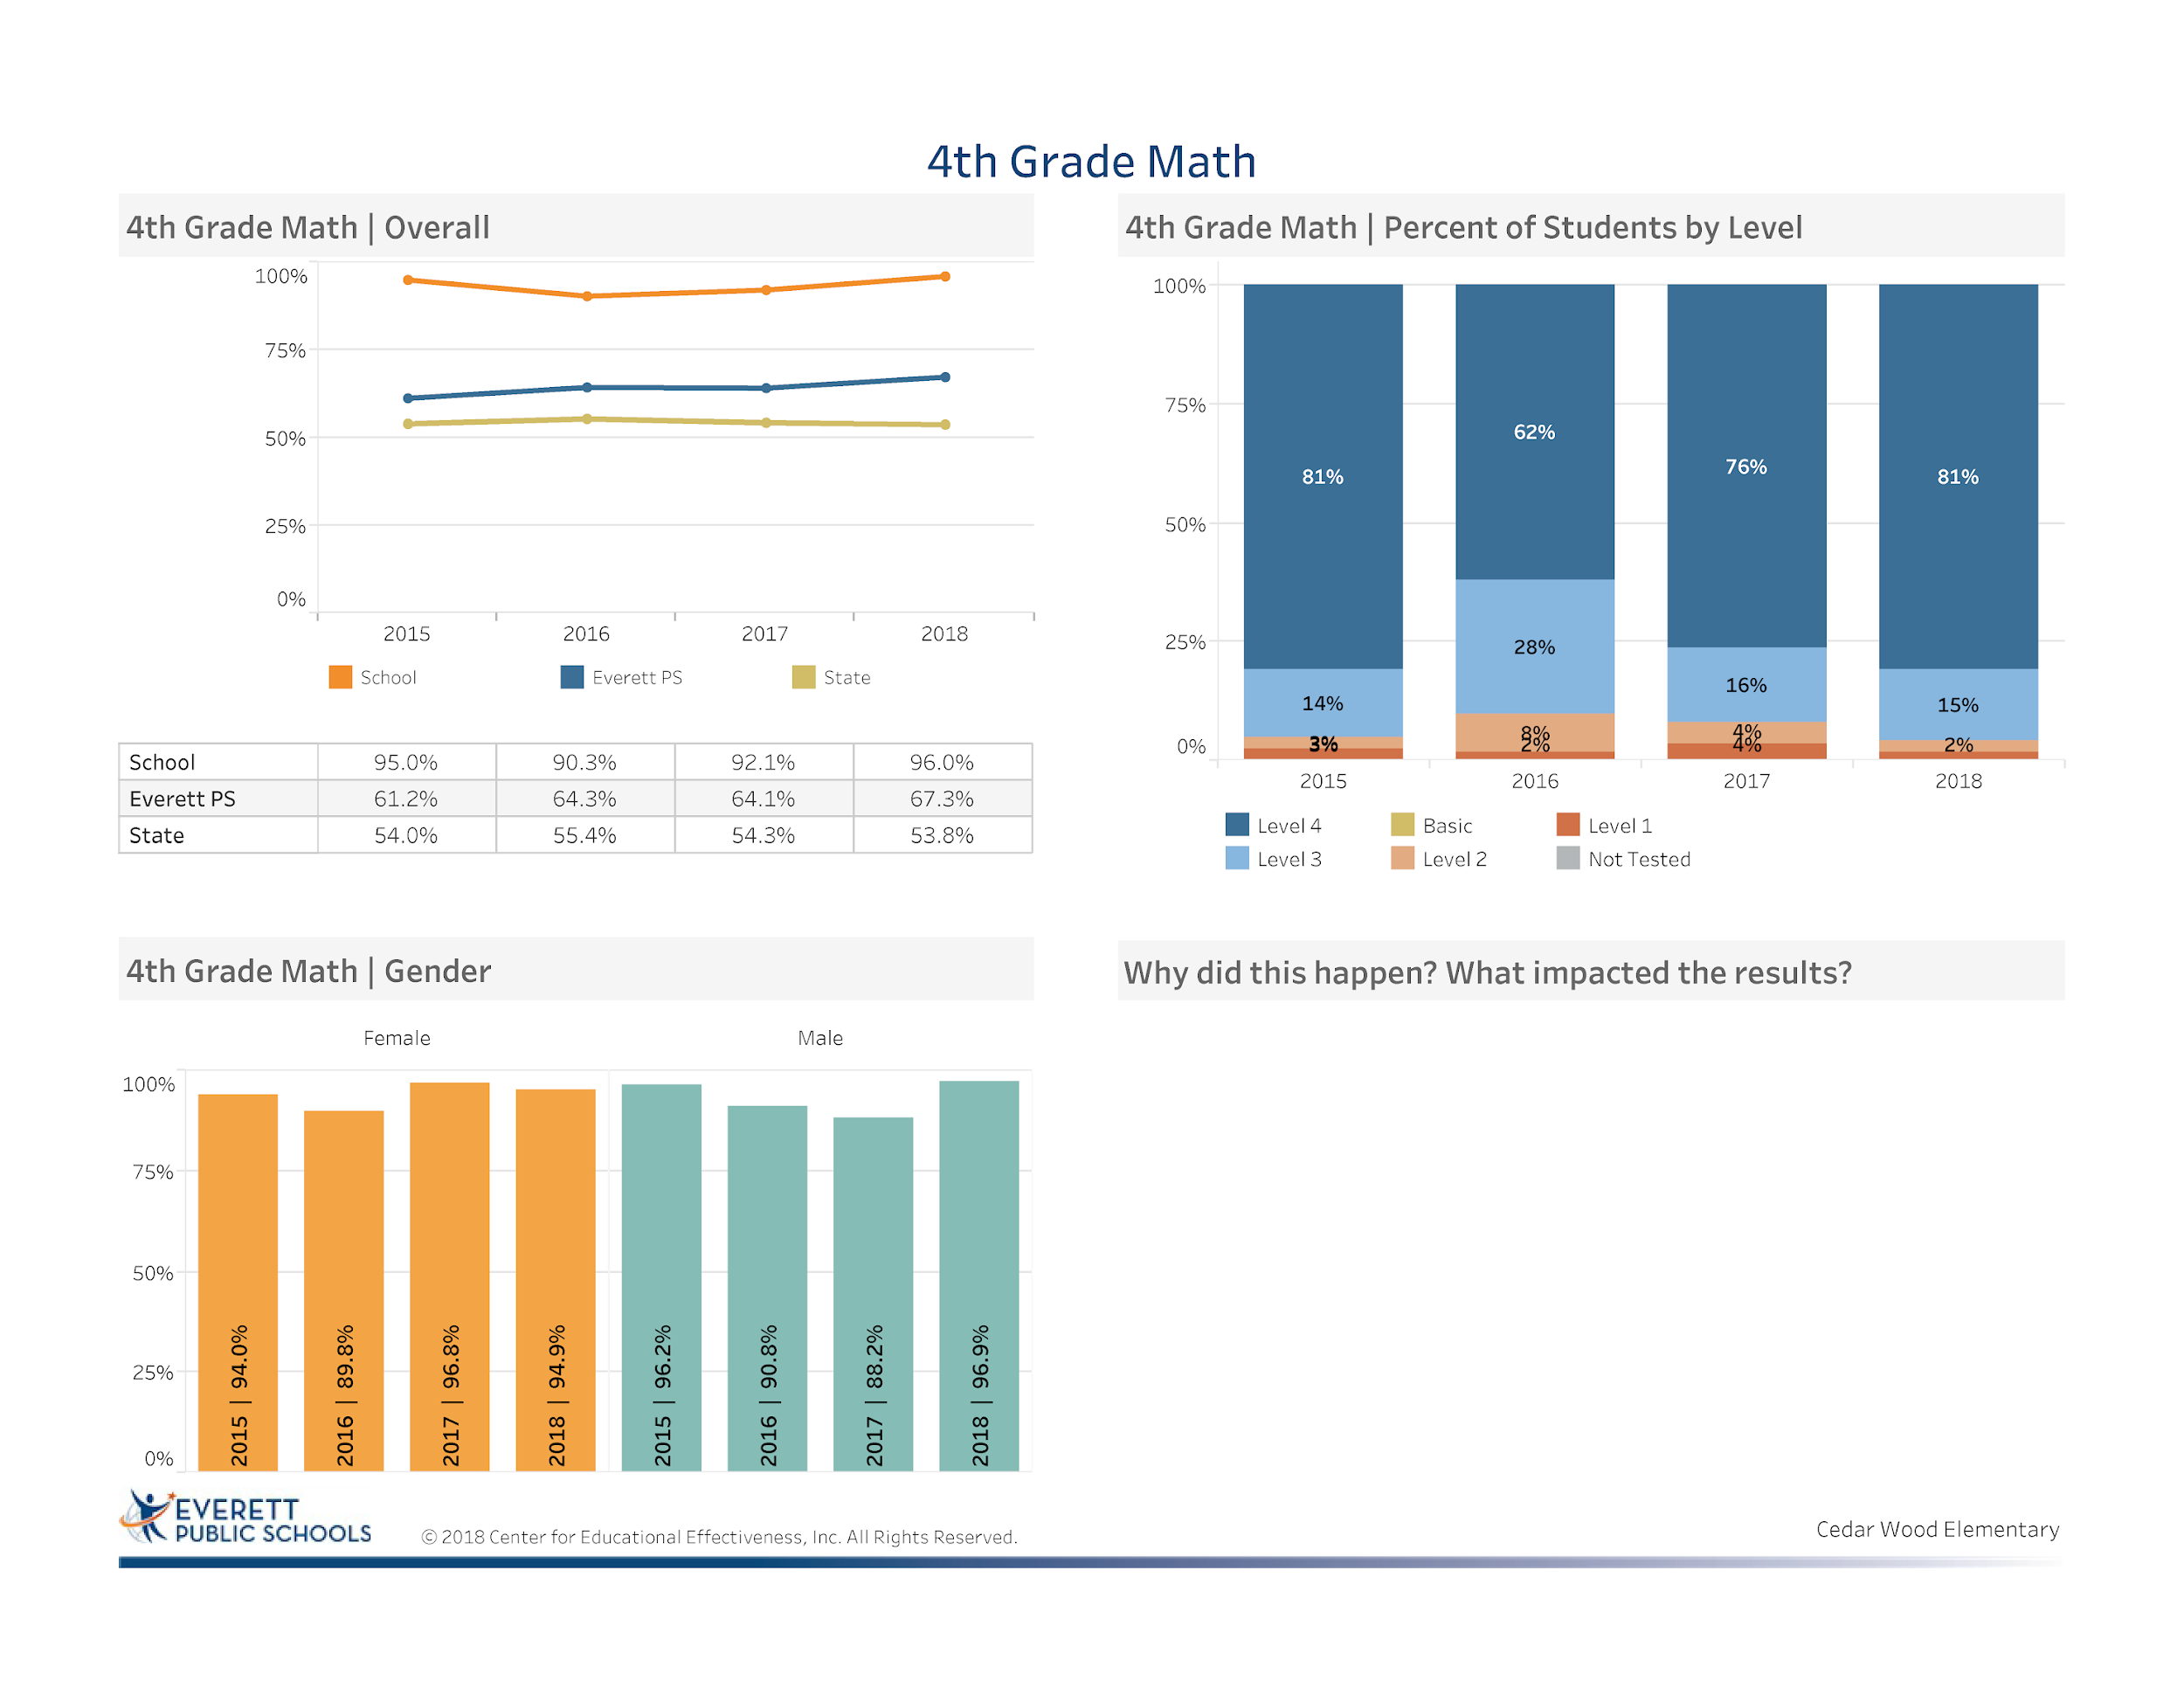 4th Grade Math
4th Grade Math | Overall
100%
75%
50%
25%
0%
2015 2016 2017 2018
School Everett PS State
School 95.0% 90.3% 92.1% 96.0%
Everett PS 61.2% 64.3% 64.1% 67.3%
State 54.0% 55.4% 54.3% 53.8%
4th Grade Math | Percent of Students by Level
100%
75%
50%
25%
0%
81% 62% 76% 81%
14% 28% 16% 15%
3% 8% 4% 2%
3% 2% 4%
2015 2016 2017 2018
Level 4 Basic Level 1
Level 3 Level 2 Not Tested
4th Grade Math | Gender
Female Male
100%
75%
50%
25%
0%
2015 | 94.0%
2016 | 89.8%
2017 | 96.8%
2018 | 94.9%
2015 | 96.2%
2016 | 90.8%
2017 | 88.2%
2018 | 96.9%
Why did this happen? What impacted the results?
EVERETT
PUBLIC SCHOOLS
© 2018 Center for Educational Effectiveness, Inc. All Rights Reserved.
Cedar Wood Elementary